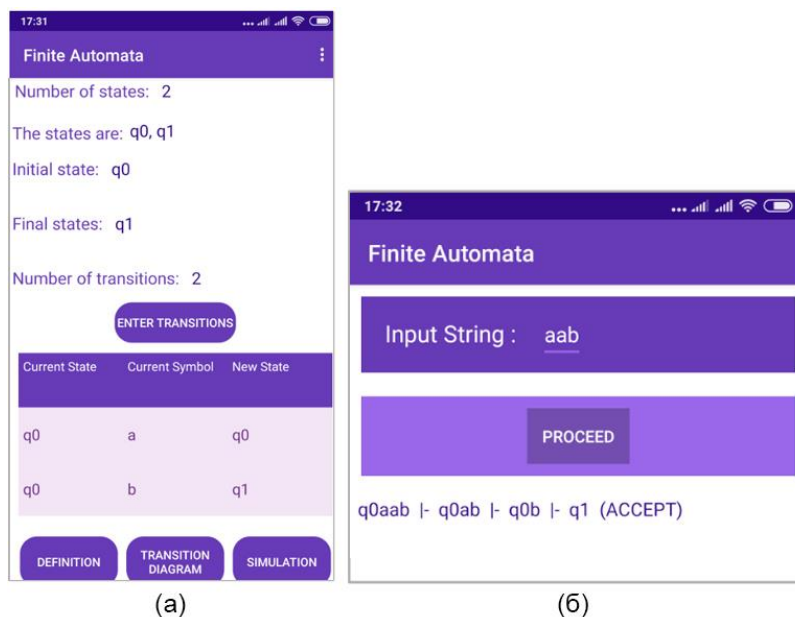 17:31
Finite Automata
Number of states: 2
The states are: q0, q1
Initial state: q0
Final states: q1
Number of transitions: 2
ENTER TRANSITIONS
Current State Current Symbol New State
q0 a q0
q0 b q1
DEFINITION TRANSITION DIAGRAM SIMULATION
(а)
17:32
Finite Automata
Input String : aab
PROCEED
q0aab |- q0ab |- q0b |- q1 (ACCEPT)
(б)